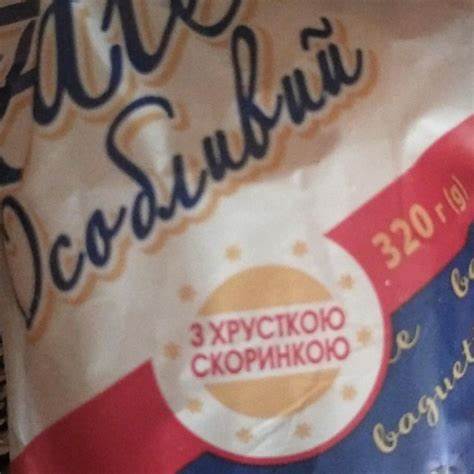 Особливий
320 г (g)
З ХРУСТКОЮ
СКОРИНКОЮ
baguet